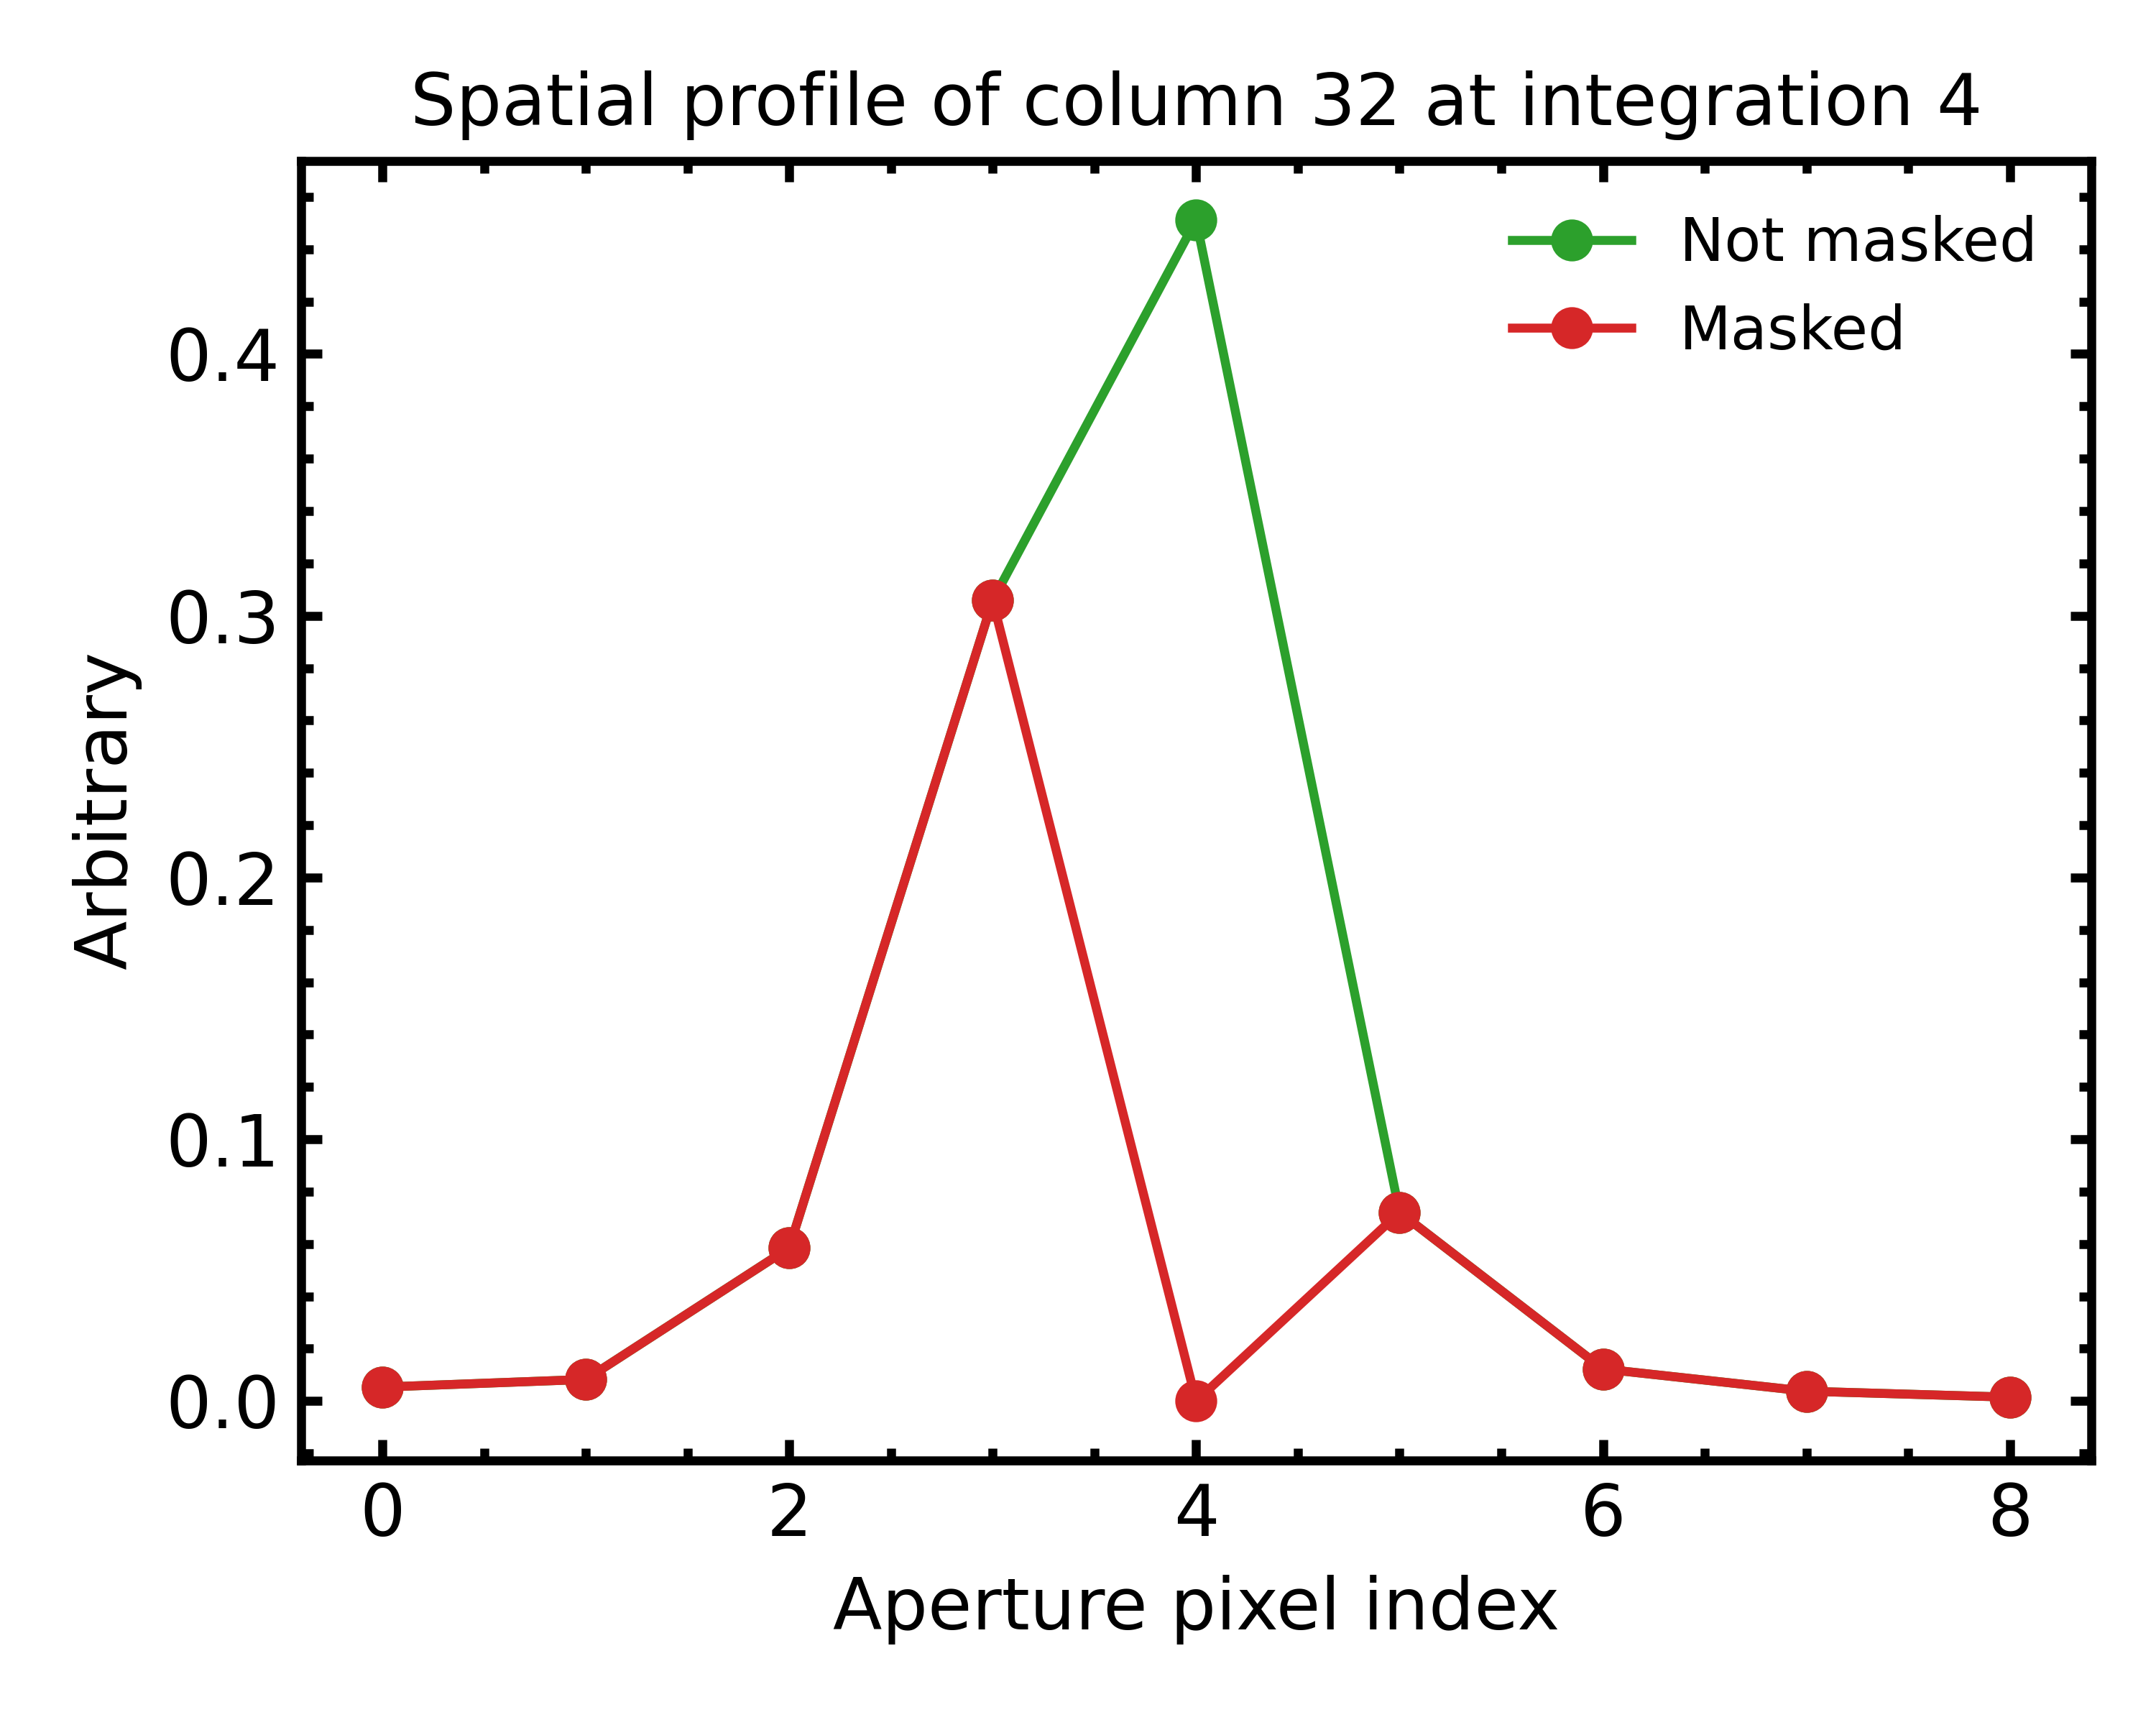 Spatial profile of column 32 at integration 4
Not masked
Masked
0.4
0.3
0.2
0.1
0.0
Arbitrary
0 2 4 6 8
Aperture pixel index